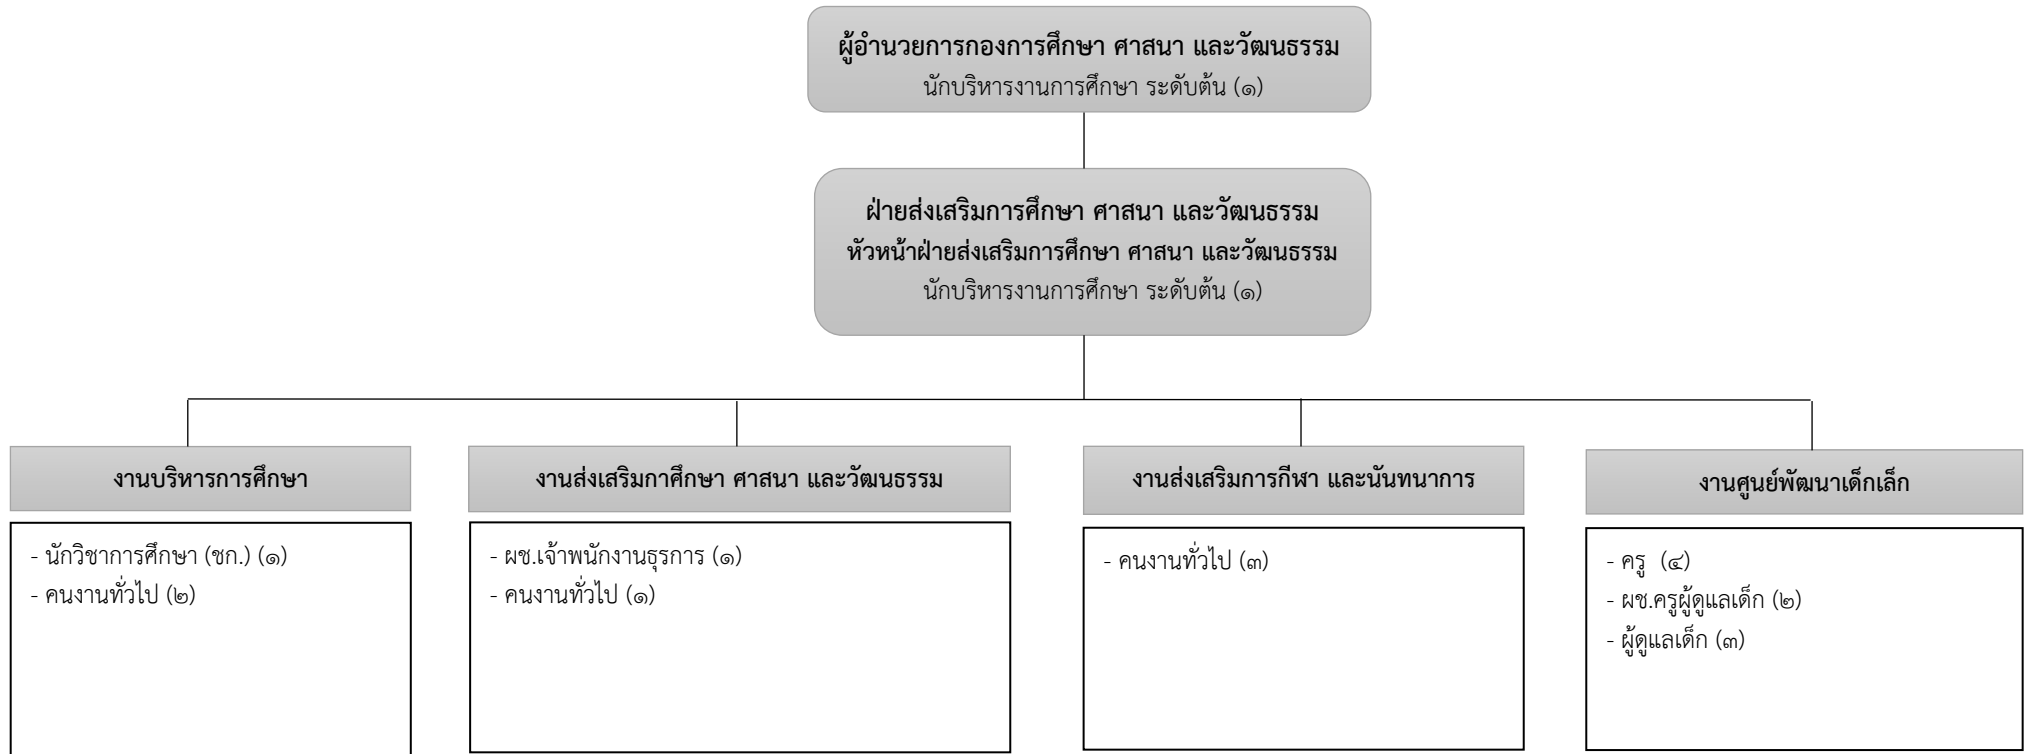 ผู้อำนวยการกองการศึกษา ศาสนา และวัฒนธรรม
นักบริหารงานการศึกษา ระดับต้น (๑)
ฝ่ายส่งเสริมการศึกษา ศาสนา และวัฒนธรรม
หัวหน้าฝ่ายส่งเสริมการศึกษา ศาสนา และวัฒนธรรม
นักบริหารงานการศึกษา ระดับต้น (๑)
งานบริหารการศึกษา
- นักวิชาการศึกษา (ชก.) (๑)
- คนงานทั่วไป (๒)
งานส่งเสริมกาศึกษา ศาสนา และวัฒนธรรม
- ผช.เจ้าพนักงานธุรการ (๑)
- คนงานทั่วไป (๑)
งานส่งเสริมการกีฬา และนันทนาการ
- คนงานทั่วไป (๓)
งานศูนย์พัฒนาเด็กเล็ก
- ครู (๔)
- ผช.ครูผู้ดูแลเด็ก (๒)
- ผู้ดูแลเด็ก (๓)